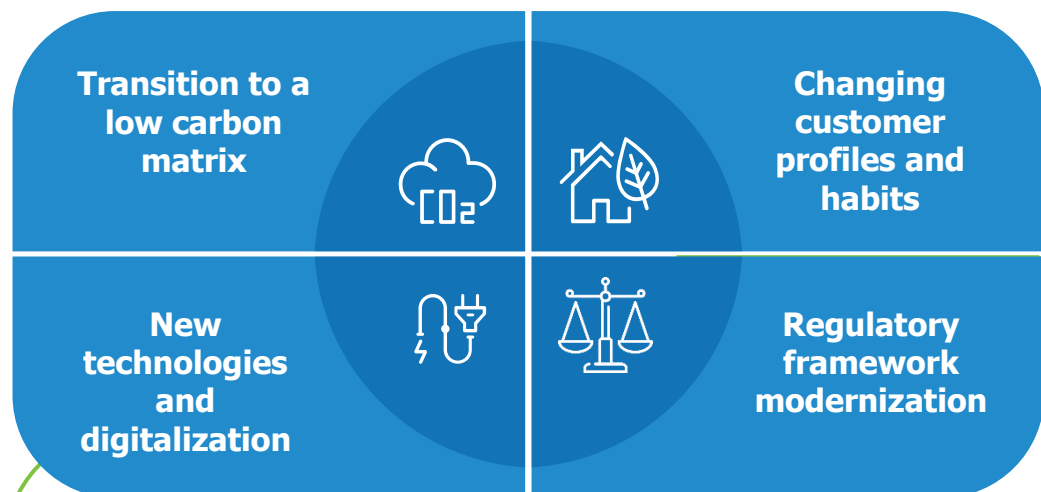 Transition to a
low carbon
matrix
CO2
Changing
customer
profiles and
habits
New
technologies
and
digitalization
Regulatory
framework
modernization